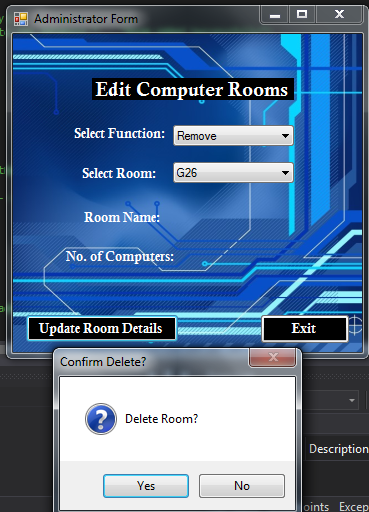 Administrator Form
Edit Computer Rooms
Select Function:
Remove
Select Room:
G26
Room Name:
No. of Computers:
Update Room Details
Exit
Confirm Delete?
Delete Room?
Yes
No
Description
oints
Excep